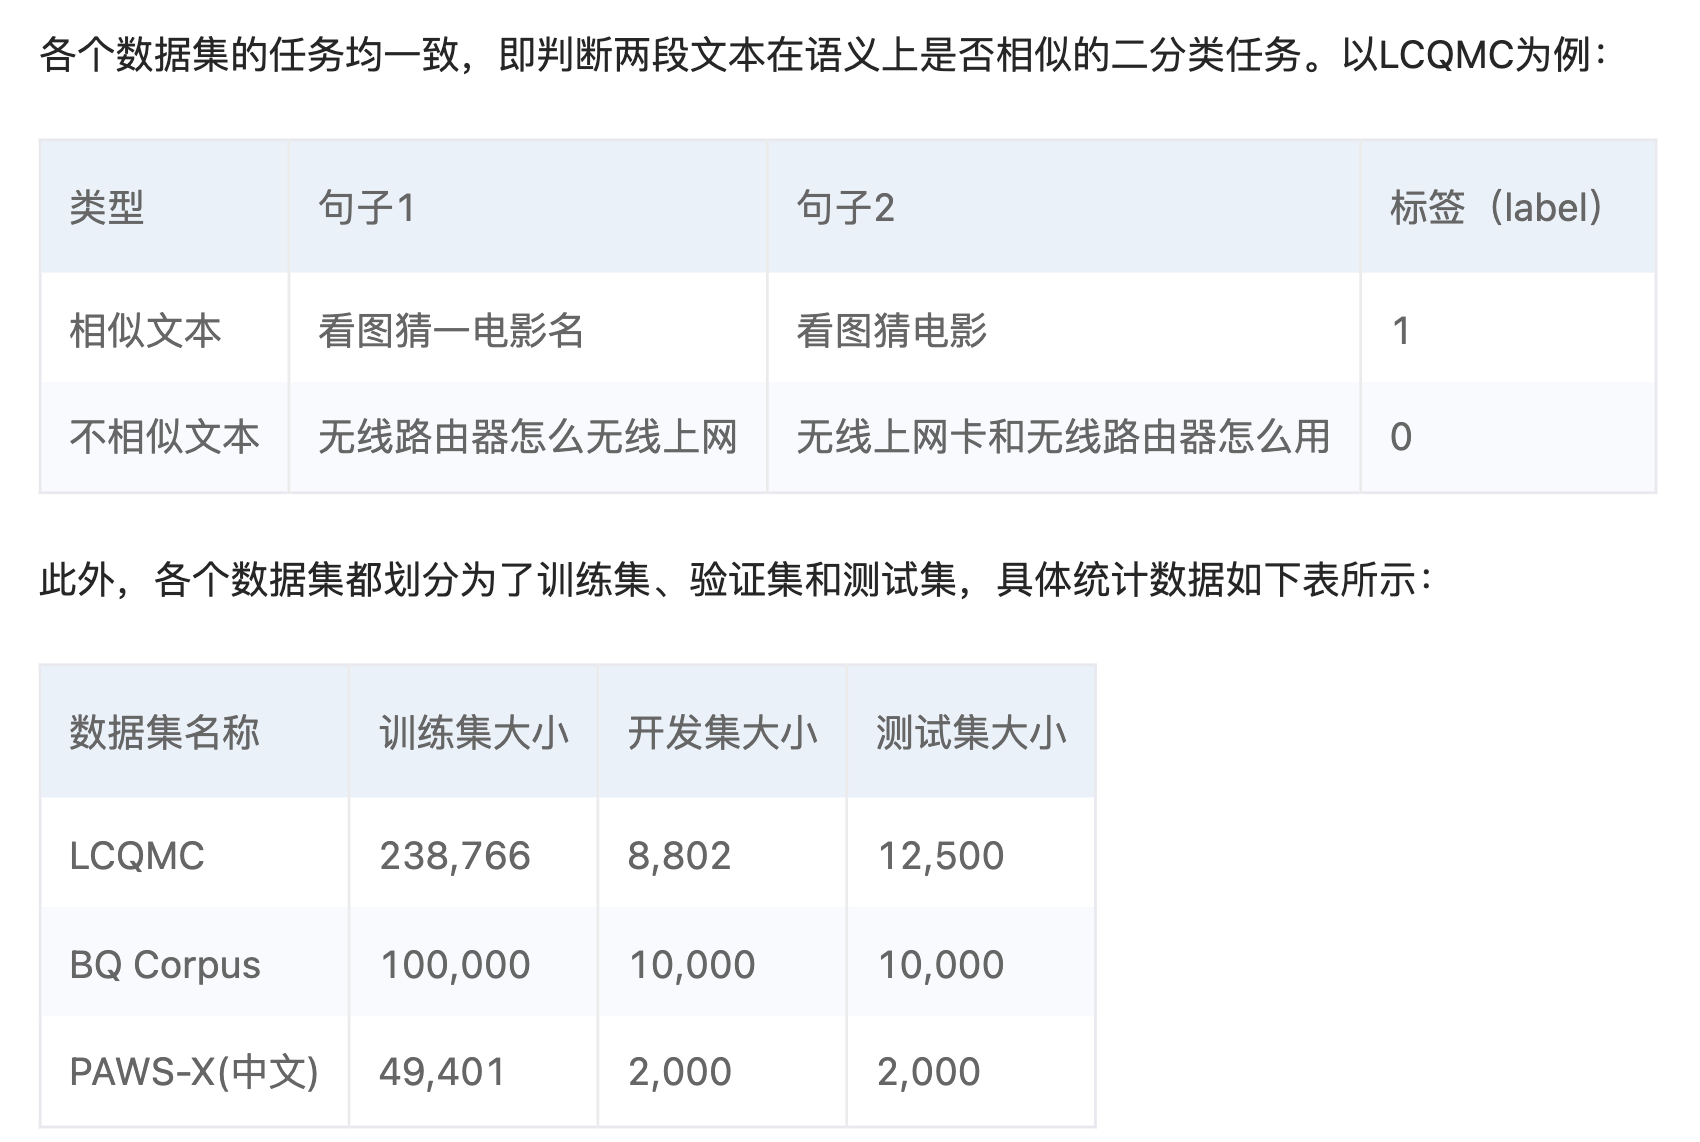 各个数据集的任务均一致，即判断两段文本在语义上是否相似的二分类任务。以LCQMC为例：
类型 句子1 句子2 标签（label）
相似文本 看图猜一电影名 看图猜电影 1
不相似文本 无线路由器怎么无线上网 无线上网卡和无线路由器怎么用 0
此外，各个数据集都划分为了训练集、验证集和测试集，具体统计数据如下表所示：
数据集名称 训练集大小 开发集大小 测试集大小
LCQMC 238,766 8,802 12,500
BQ Corpus 100,000 10,000 10,000
PAWS-X(中文) 49,401 2,000 2,000